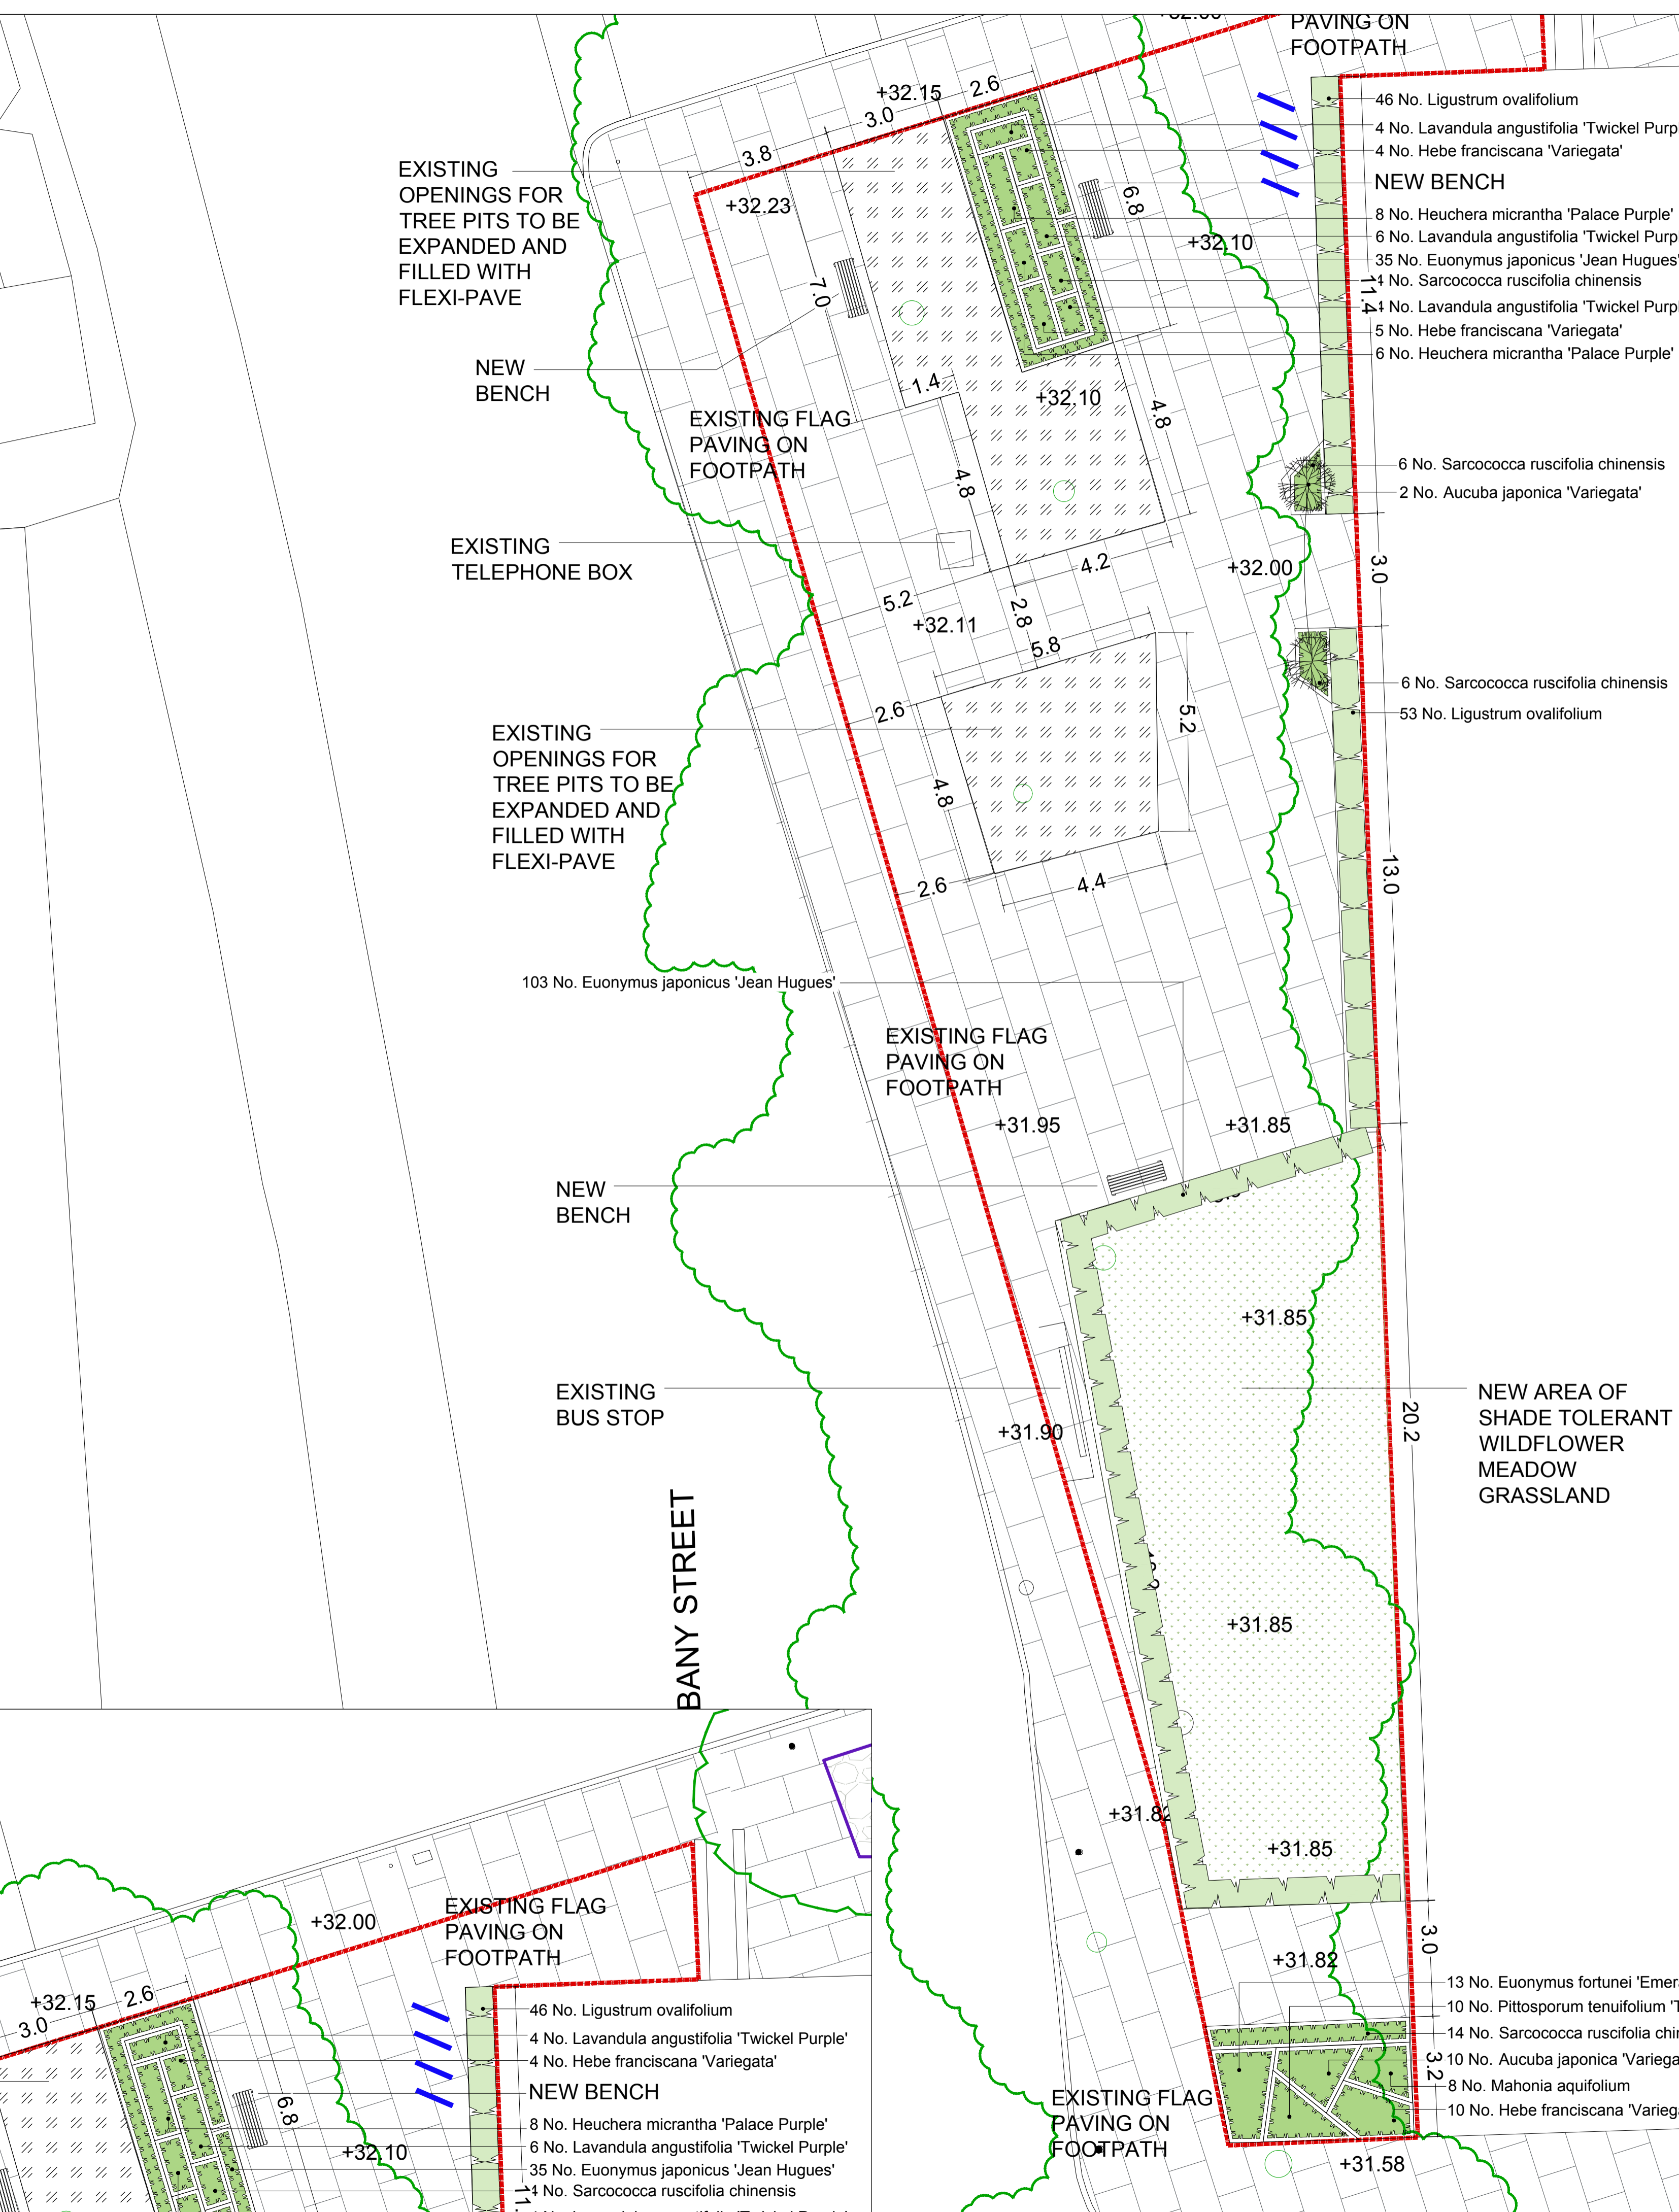 PAVING ON
FOOTPATH
+32.15
2.6
3.0
3.8
+32.23
EXISTING
OPENINGS FOR
TREE PITS TO BE
EXPANDED AND
FILLED WITH
FLEXI-PAVE
46 No. Ligustrum ovalifolium
4 No. Lavandula angustifolia 'Twickel Purp
4 No. Hebe franciscana 'Variegata'
NEW BENCH
8 No. Heuchera micrantha 'Palace Purple'
6 No. Lavandula angustifolia 'Twickel Purp
35 No. Euonymus japonicus 'Jean Hugues'
No. Sarcococca ruscifolia chinensis
No. Lavandula angustifolia 'Twickel Purpl
5 No. Hebe franciscana 'Variegata'
6 No. Heuchera micrantha 'Palace Purple'
6.8
+32.10
11.4
7.0
NEW
BENCH
1.4
+32.10
4.8
EXISTING FLAG
PAVING ON
FOOTPATH
4.8
6 No. Sarcococca ruscifolia chinensis
2 No. Aucuba japonica 'Variegata'
EXISTING
TELEPHONE BOX
4.2
+32.00
3.0
5.2
+32.11
2.8
5.8
6 No. Sarcococca ruscifolia chinensis
53 No. Ligustrum ovalifolium
2.6
5.2
EXISTING
OPENINGS FOR
TREE PITS TO BE
EXPANDED AND
FILLED WITH
FLEXI-PAVE
4.8
2.6
4.4
13.0
103 No. Euonymus japonicus 'Jean Hugues'
EXISTING FLAG
PAVING ON
FOOTPATH
+31.95
+31.85
NEW
BENCH
+31.85
EXISTING
BUS STOP
+31.90
20.2
NEW AREA OF
SHADE TOLERANT
WILDFLOWER
MEADOW
GRASSLAND
BANY STREET
+31.85
+31.82
+31.85
3.0
+31.82
13 No. Euonymus fortunei 'Emer
10 No. Pittosporum tenuifolium 'T
14 No. Sarcococca ruscifolia chi
10 No. Aucuba japonica 'Variega
8 No. Mahonia aquifolium
10 No. Hebe franciscana 'Varieg
3.2
EXISTING FLAG
PAVING ON
FOOTPATH
+31.58
+32.00
EXISTING FLAG
PAVING ON
FOOTPATH
+32.15
2.6
3.0
46 No. Ligustrum ovalifolium
4 No. Lavandula angustifolia 'Twickel Purple'
4 No. Hebe franciscana 'Variegata'
NEW BENCH
6.8
8 No. Heuchera micrantha 'Palace Purple'
6 No. Lavandula angustifolia 'Twickel Purple'
+32.10
35 No. Euonymus japonicus 'Jean Hugues'
No. Sarcococca ruscifolia chinensis